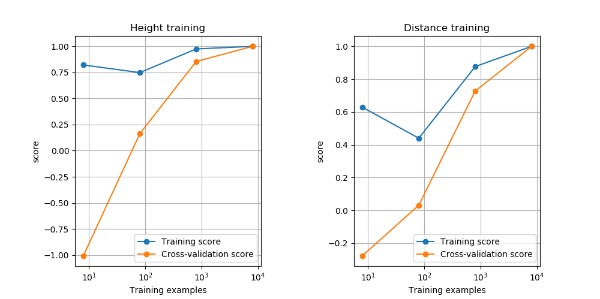 Height training
1.00
0.75
0.50
0.25
0.00
−0.25
−0.50
−0.75
−1.00
score
10¹
10²
10³
10⁴
Training examples
Training score
Cross-validation score
Distance training
1.0
0.8
0.6
0.4
0.2
0.0
−0.2
score
10¹
10²
10³
10⁴
Training examples
Training score
Cross-validation score